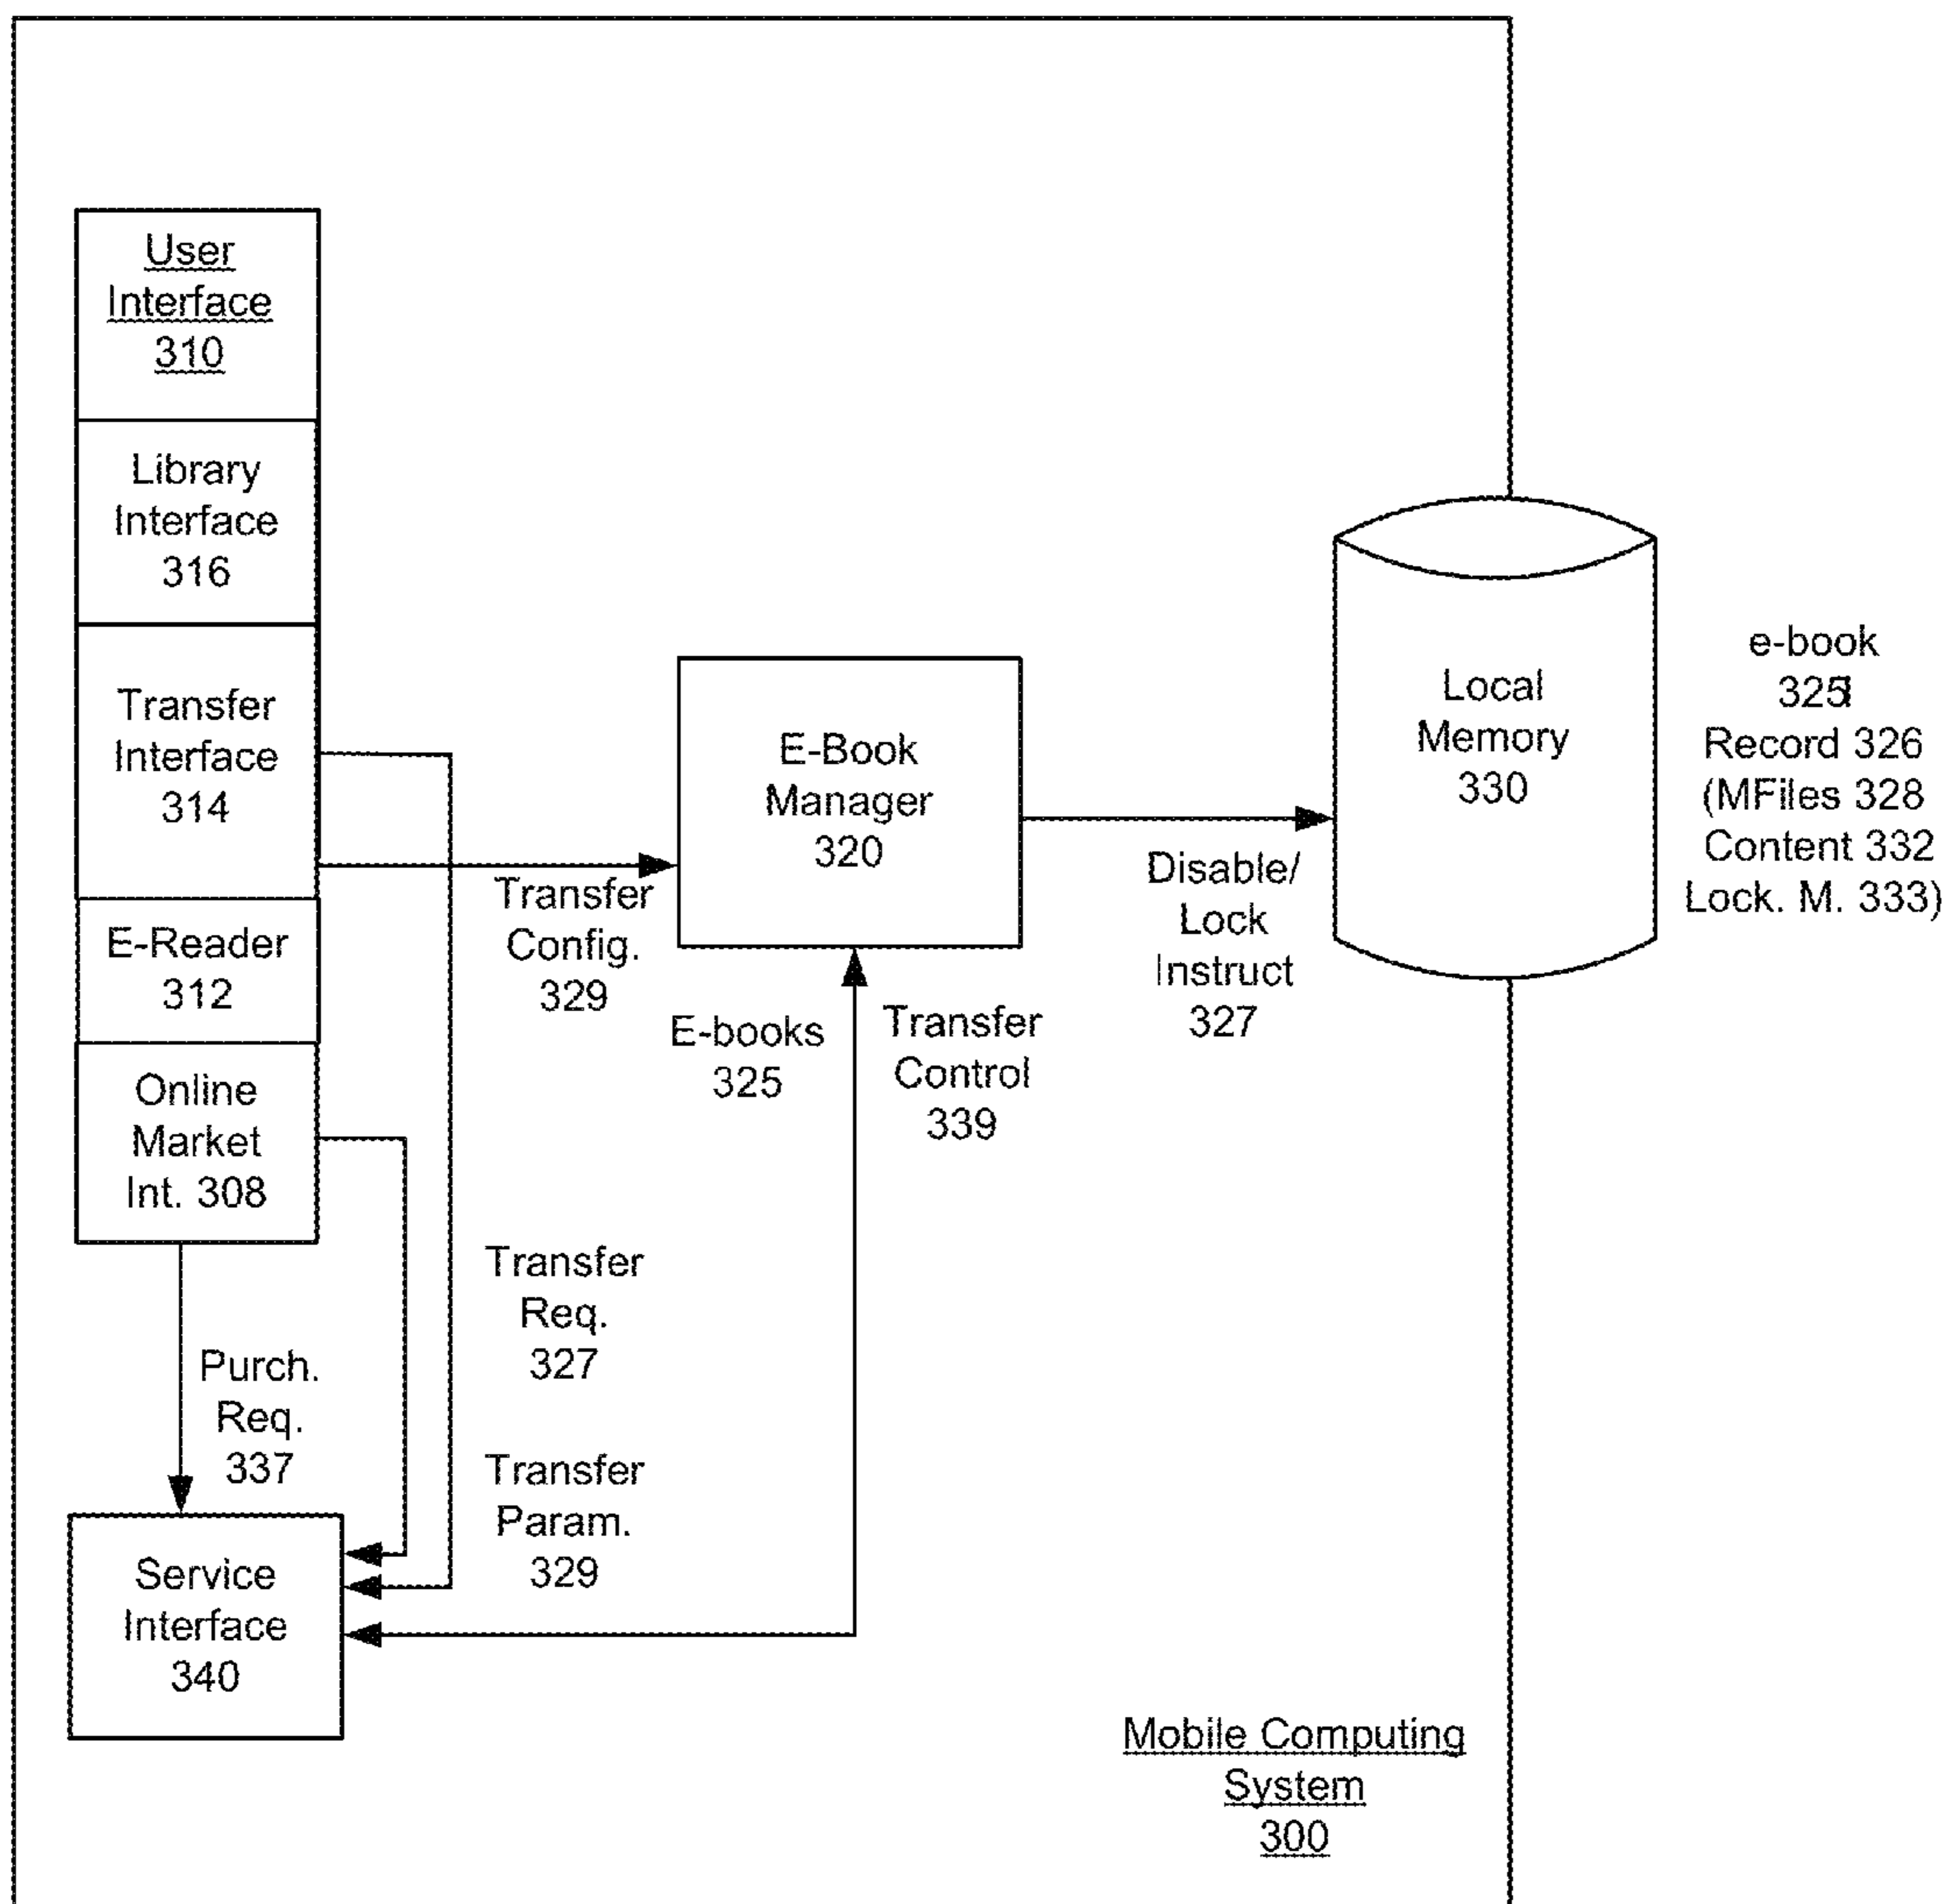 User
Interface
310
Library
Interface
316
Transfer
Interface
314
E-Reader
312
Online
Market
Int. 308
Purch.
Req.
337
Service
Interface
340
Transfer
Config.
329
Transfer
Req.
327
Transfer
Param.
329
E-Book
Manager
320
E-books
325
Transfer
Control
339
Disable/
Lock
Instruct
327
Local
Memory
330
e-book
325
Record 326
(MFiles 328
Content 332
Lock. M. 333)
Mobile Computing
System
300